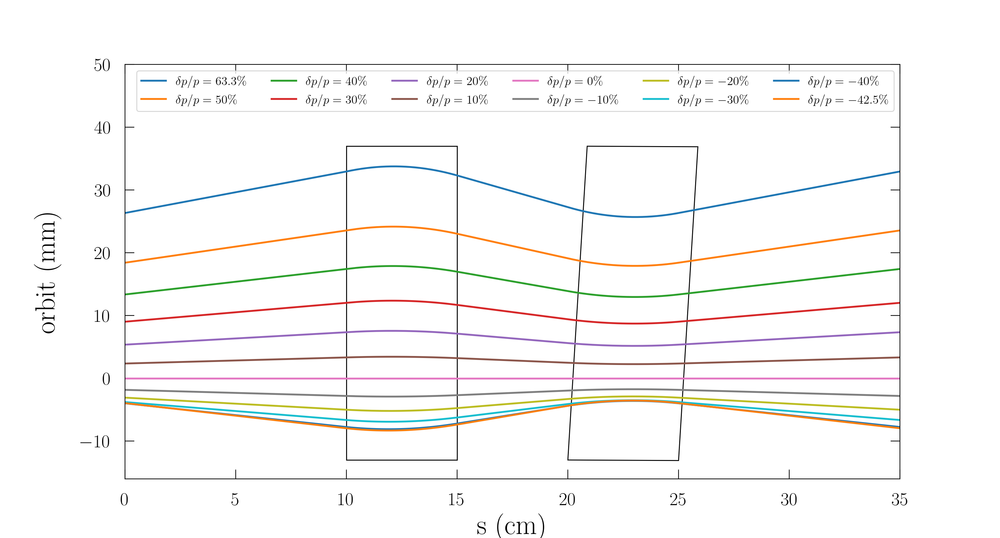 50
δp/p = 63.3% δp/p = 40% δp/p = 20% δp/p = 0% δp/p = −20% δp/p = −40%
δp/p = 50% δp/p = 30% δp/p = 10% δp/p = −10% δp/p = −30% δp/p = −42.5%
40
30
20
10
0
−10
orbit (mm)
0 5 10 15 20 25 30 35
s (cm)